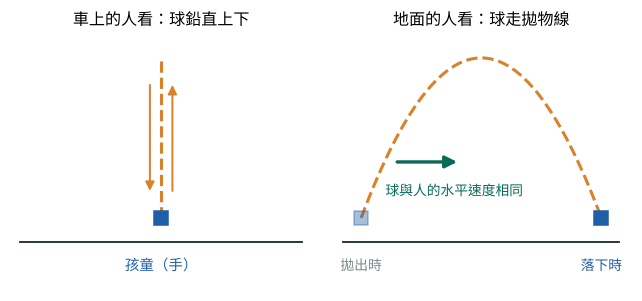 車上的人看：球鉛直上下
地面的人看：球走拋物線
球與人的水平速度相同
孩童（手）
拋出時
落下時